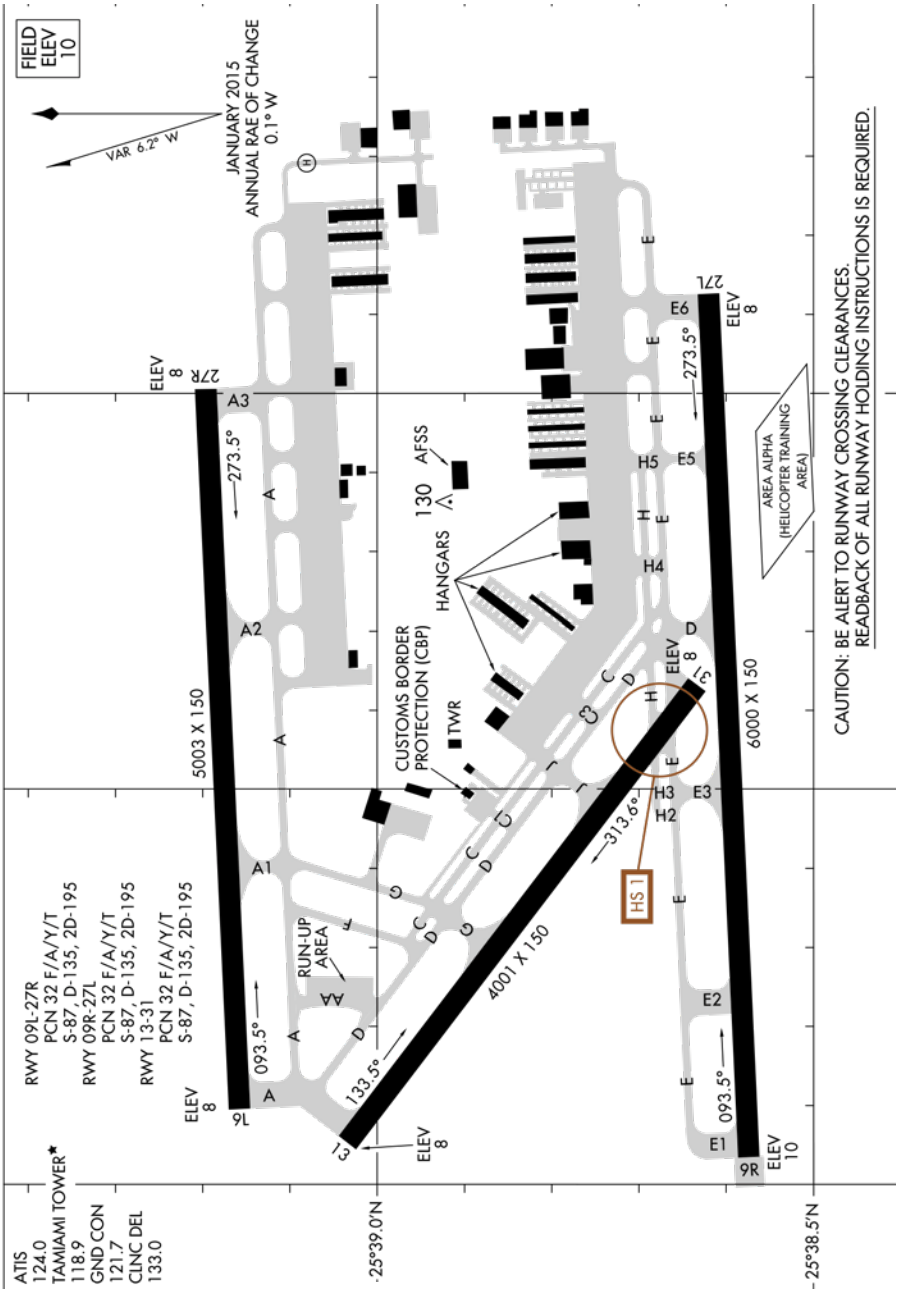 ATIS
124.0
TAMIAMI TOWER★
118.9
GND CON
121.7
CLNC DEL
133.0
RWY 09L-27R
PCN 32 F/A/Y/T
S-87, D-135, 2D-195
RWY 09R-27L
PCN 32 F/A/Y/T
S-87, D-135, 2D-195
RWY 13-31
PCN 32 F/A/Y/T
S-87, D-135, 2D-195
FIELD
ELEV
10
VAR 6.2° W
JANUARY 2015
ANNUAL RAE OF CHANGE
0.1° W
ELEV
8
9L
093.5°
5003 X 150
273.5°
27R
ELEV
8
A
A
A1
A
A2
A
A3
H
RUN-UP
AREA
AA
F
G
D
C
D
G
C
D
C1
J
J
C3
C
D
25°39.0'N
13
ELEV
8
133.5°
4001 X 150
313.6°
31
ELEV
8
CUSTOMS BORDER
PROTECTION (CBP)
TWR
HANGARS
130
AFSS
HS 1
H2
H3
H
H4
H
H5
E1
E
E2
E
E3
E
D
E
E5
E
E
E6
E
9R
ELEV
10
093.5°
6000 X 150
273.5°
27L
ELEV
8
AREA ALPHA
(HELICOPTER TRAINING
AREA)
25°38.5'N
CAUTION: BE ALERT TO RUNWAY CROSSING CLEARANCES.
READBACK OF ALL RUNWAY HOLDING INSTRUCTIONS IS REQUIRED.